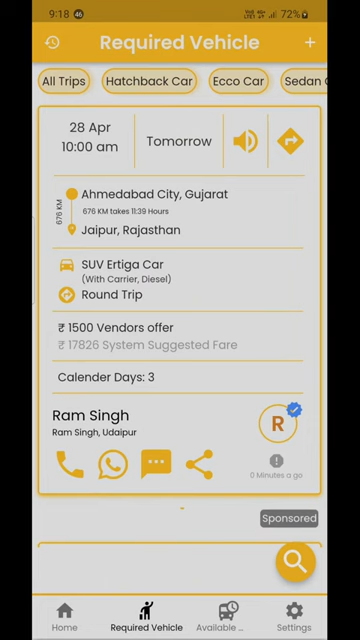 9:18 46 72%
Required Vehicle +
All Trips Hatchback Car Ecco Car Sedan
28 Apr
10:00 am
Tomorrow
676 KM
Ahmedabad City, Gujarat
676 KM takes 11:39 Hours
Jaipur, Rajasthan
SUV Ertiga Car
(With Carrier, Diesel)
Round Trip
₹ 1500 Vendors offer
₹ 17826 System Suggested Fare
Calender Days: 3
Ram Singh
Ram Singh, Udaipur
R
0 Minutes a go
Sponsored
Home Required Vehicle Available ... Settings